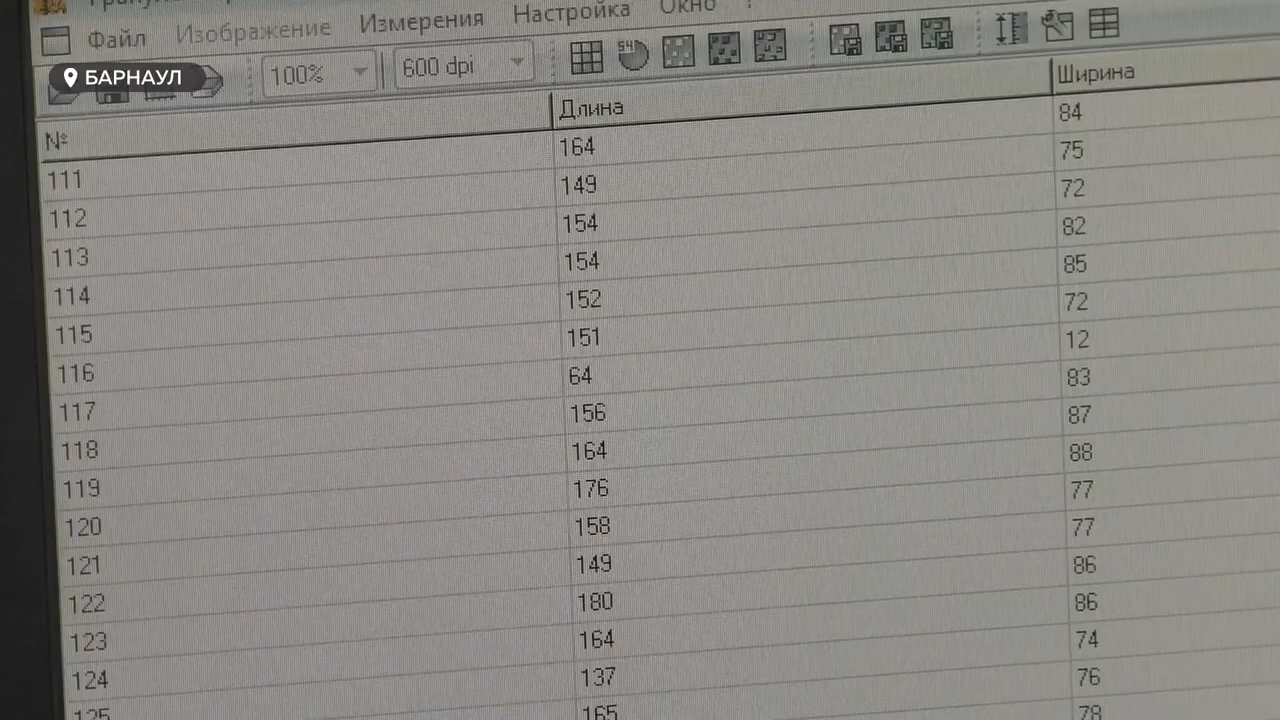 Файл Изображение Измерения Настройка Окно ?
БАРНАУЛ
100% 600 dpi
№ Длина Ширина
111 164 84
112 149 75
113 154 72
114 154 82
115 152 85
116 151 72
117 64 12
118 156 83
119 164 87
120 176 88
121 158 77
122 149 77
123 180 86
124 164 86
125 137 74
165 76
78